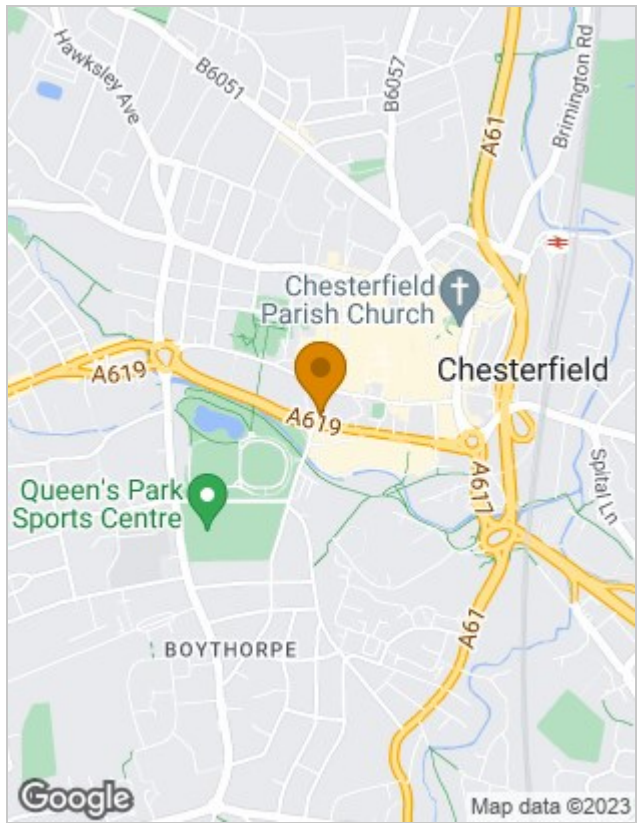 Hawksley Ave
B6051
B6057
A61
Brimington Rd
Chesterfield
Parish Church
Chesterfield
A619
A619
A617
Spital Ln
Queen's Park
Sports Centre
A61
BOYTHORPE
Google
Map data ©2023